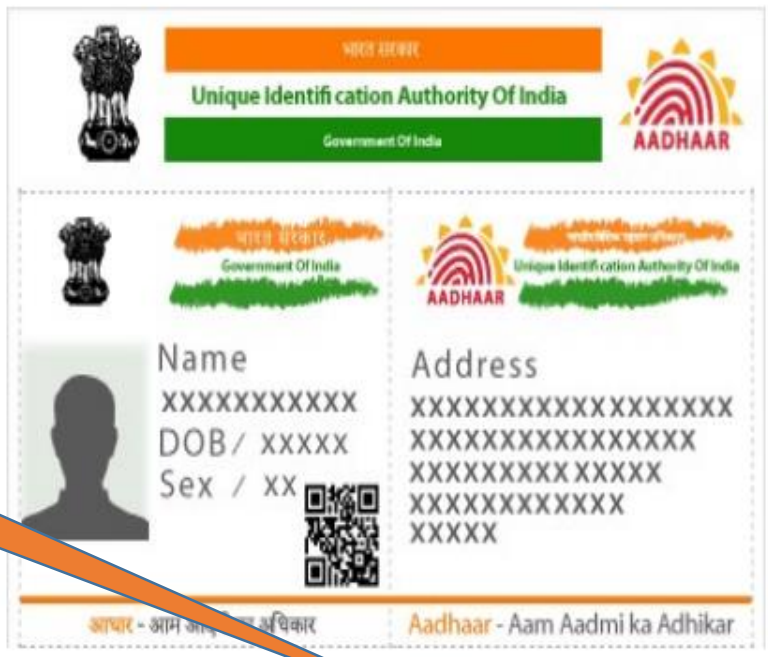 भारत सरकार
Unique Identification Authority Of India
Government Of India
AADHAAR
भारत सरकार
Government Of India
Name
XXXXXXXXXXX
DOB/ XXXXX
Sex / XX
आधार - आम अधिकार
AADHAAR
Unique Identification Authority Of India
Address
XXXXXXXXXXXXXXXXXX
XXXXXXXXXXXXXXXX
XXXXXXXXX XXXXX
XXXXXXXXXXXX
XXXXX
Aadhaar - Aam Aadmi ka Adhikar